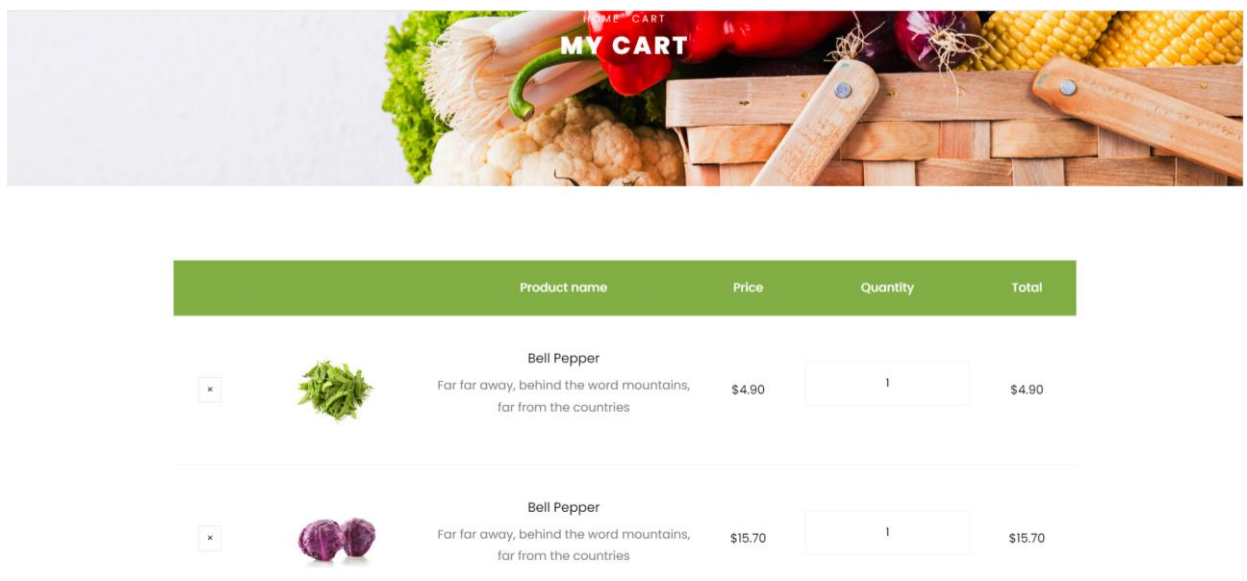 HOME CART
MY CART
Product name Price Quantity Total
Bell Pepper
× Far far away, behind the word mountains, $4.90 1 $4.90
far from the countries
Bell Pepper
× Far far away, behind the word mountains, $15.70 1 $15.70
far from the countries